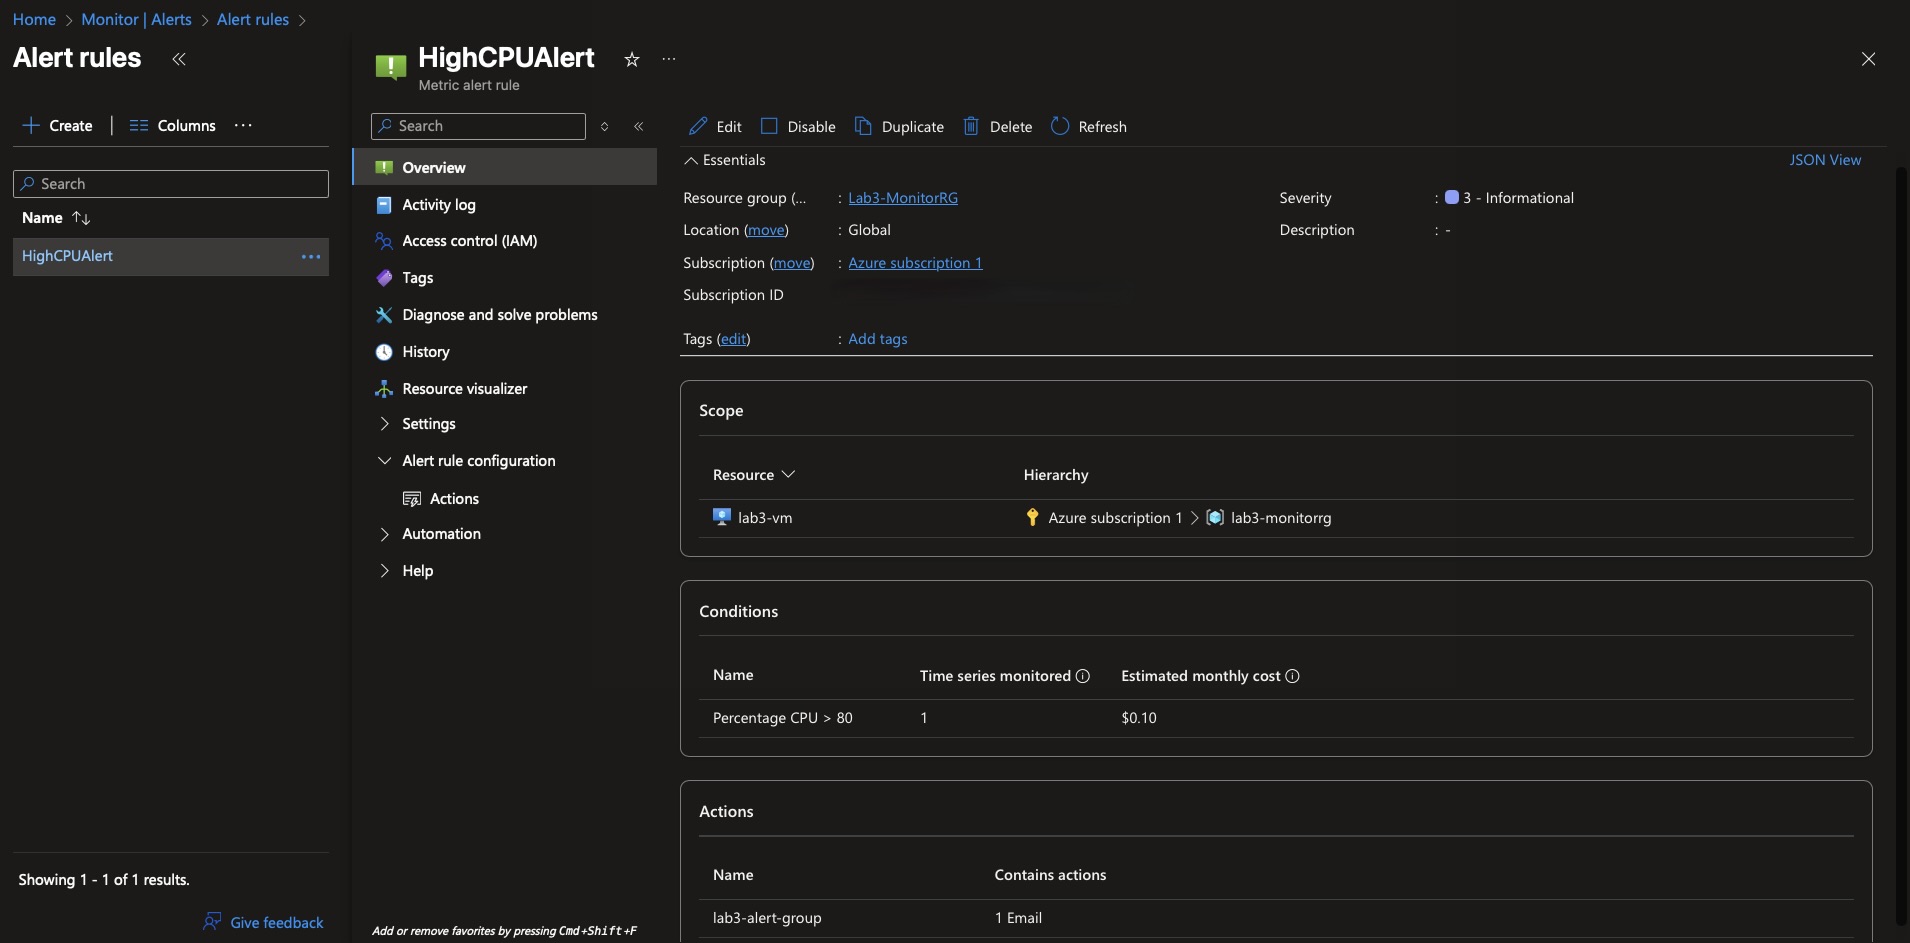 Home > Monitor | Alerts > Alert rules >
Alert rules «
+ Create | Columns ···
Search
Name ↑↓
HighCPUAlert ···
Showing 1 - 1 of 1 results.
Give feedback
HighCPUAlert ☆ ···
Metric alert rule
Search
Overview
Activity log
Access control (IAM)
Tags
Diagnose and solve problems
History
Resource visualizer
Settings
Alert rule configuration
Actions
Automation
Help
Add or remove favorites by pressing Cmd+Shift+F
Edit Disable Duplicate Delete Refresh
Essentials JSON View
Resource group (... : Lab3-MonitorRG
Location (move) : Global
Subscription (move) : Azure subscription 1
Subscription ID
Tags (edit) : Add tags
Severity : 3 - Informational
Description : -
Scope
Resource Hierarchy
lab3-vm Azure subscription 1 > lab3-monitorrg
Conditions
Name Time series monitored Estimated monthly cost
Percentage CPU > 80 1 $0.10
Actions
Name Contains actions
lab3-alert-group 1 Email